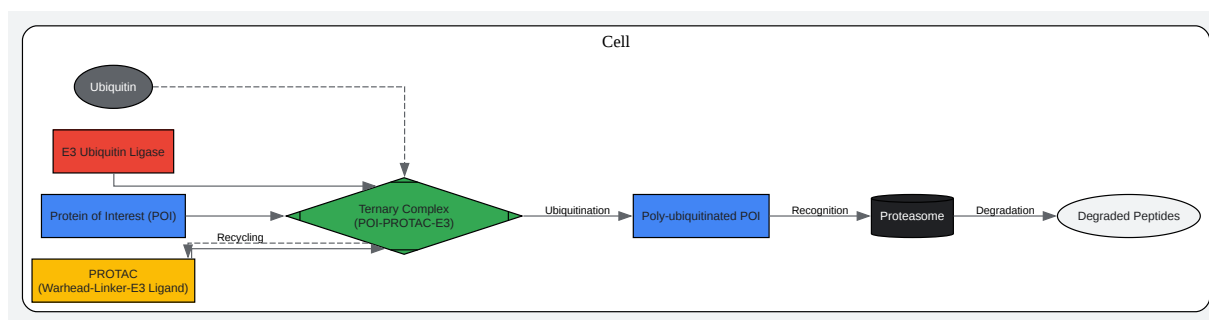 Cell
Ubiquitin
E3 Ubiquitin Ligase
Protein of Interest (POI)
Ternary Complex
(POI-PROTAC-E3)
Ubiquitination
Poly-ubiquitinated POI
Recognition
Proteasome
Degradation
Degraded Peptides
Recycling
PROTAC
(Warhead-Linker-E3 Ligand)